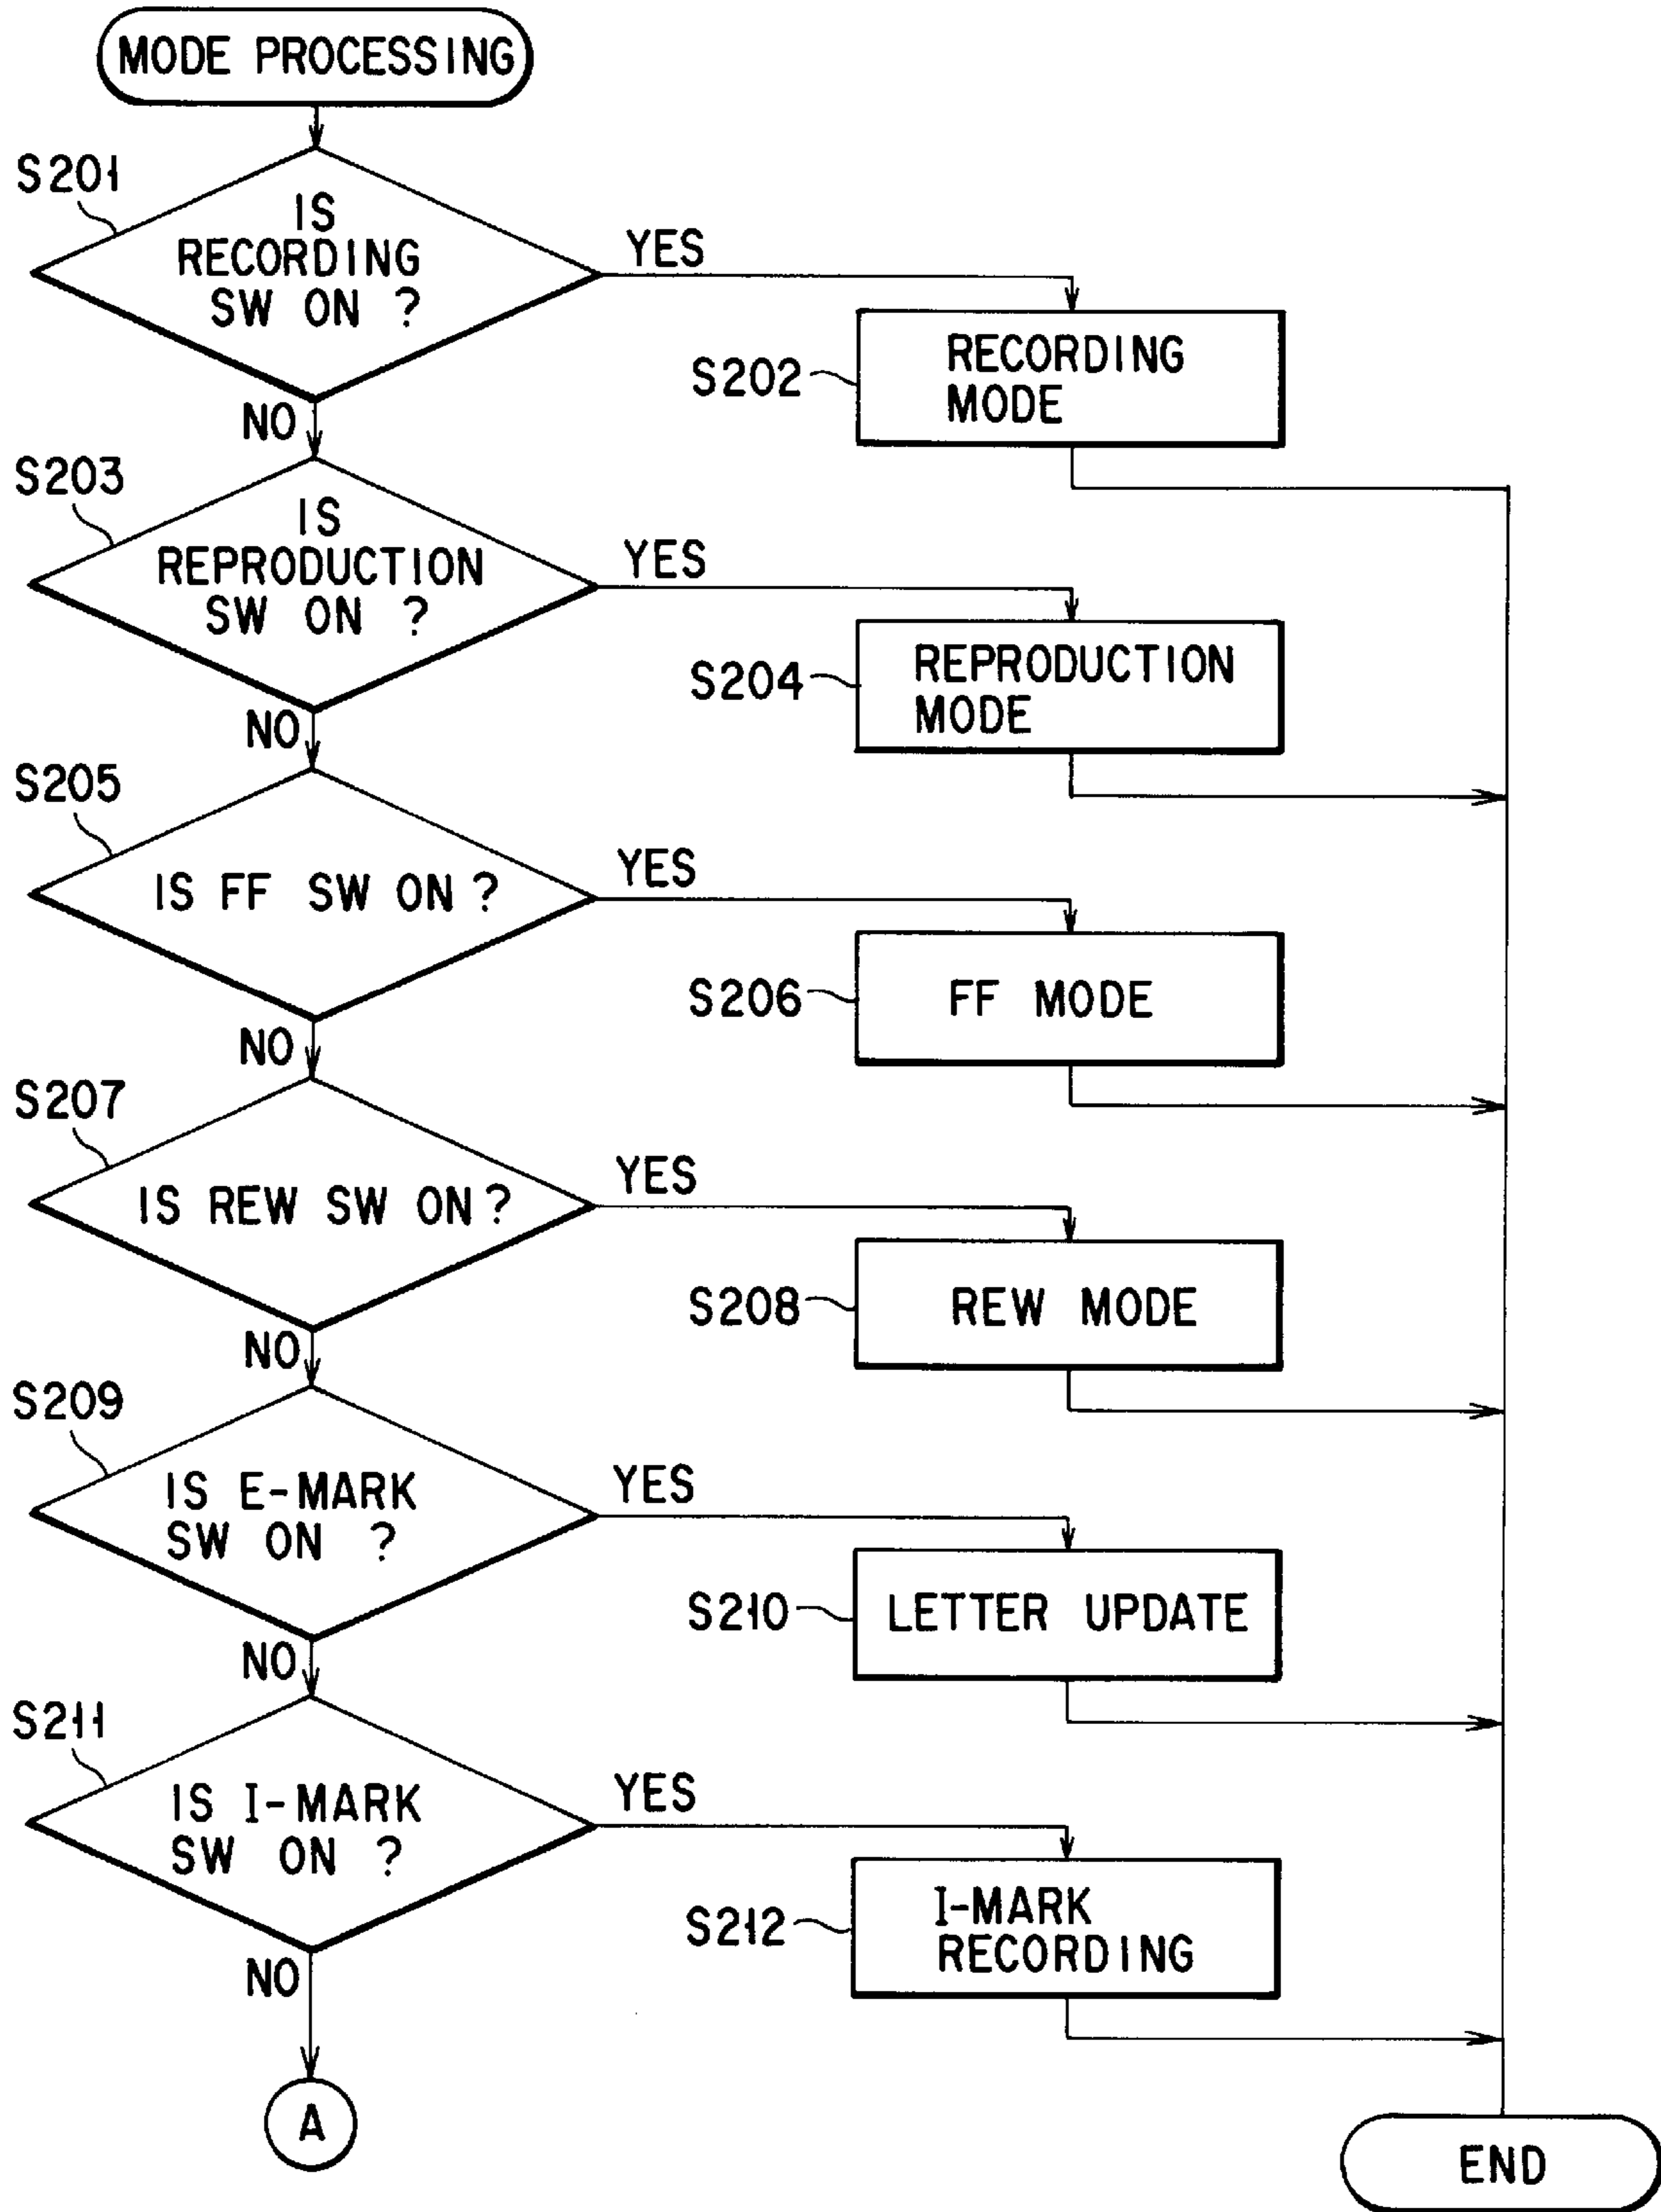 MODE PROCESSING
S201
IS
RECORDING
SW ON ?
YES
NO
S202
RECORDING
MODE
S203
IS
REPRODUCTION
SW ON ?
YES
NO
S204
REPRODUCTION
MODE
S205
IS FF SW ON ?
YES
NO
S206
FF MODE
S207
IS REW SW ON ?
YES
NO
S208
REW MODE
S209
IS E-MARK
SW ON ?
YES
NO
S210
LETTER UPDATE
S211
IS I-MARK
SW ON ?
YES
NO
S212
I-MARK
RECORDING
A
END